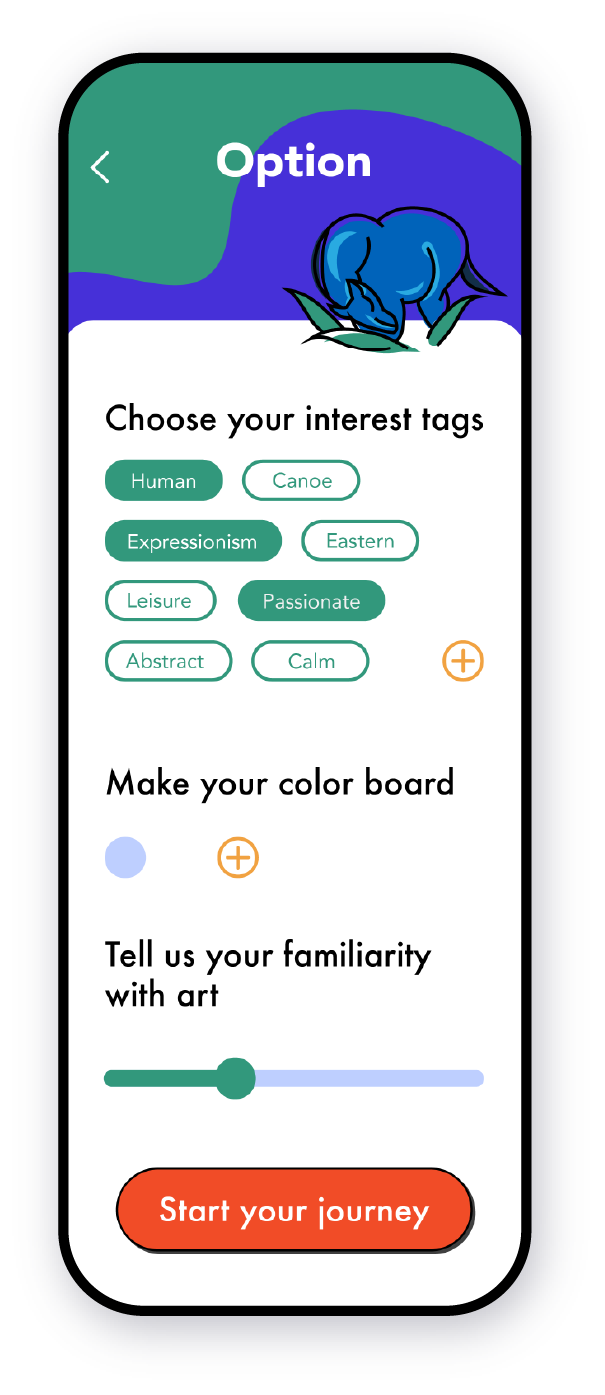 Option
Choose your interest tags
Human Canoe
Expressionism Eastern
Leisure Passionate
Abstract Calm
Make your color board
Tell us your familiarity
with art
Start your journey